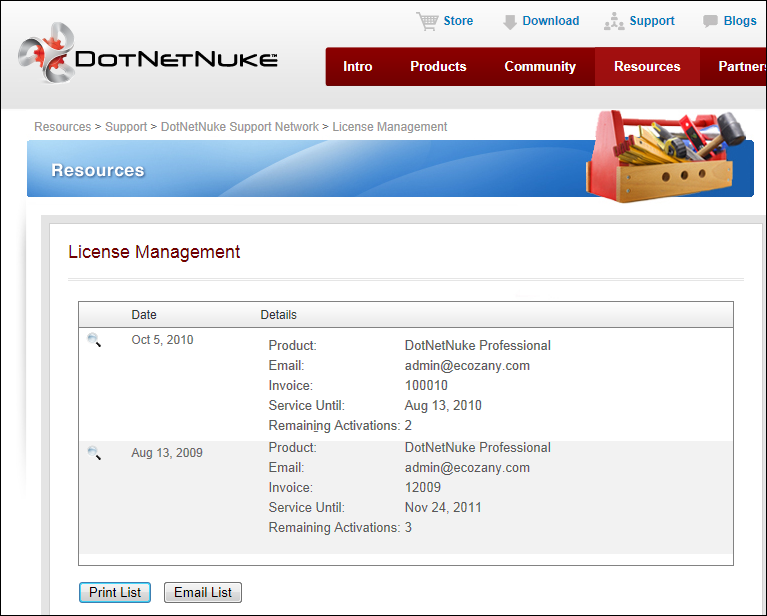 Store Download Support Blogs
DOTNETNUKE™
Intro Products Community Resources Partners
Resources > Support > DotNetNuke Support Network > License Management
Resources
License Management
Date Details
Oct 5, 2010
Product: DotNetNuke Professional
Email: admin@ecozany.com
Invoice: 100010
Service Until: Aug 13, 2010
Remaining Activations: 2
Aug 13, 2009
Product: DotNetNuke Professional
Email: admin@ecozany.com
Invoice: 12009
Service Until: Nov 24, 2011
Remaining Activations: 3
Print List Email List